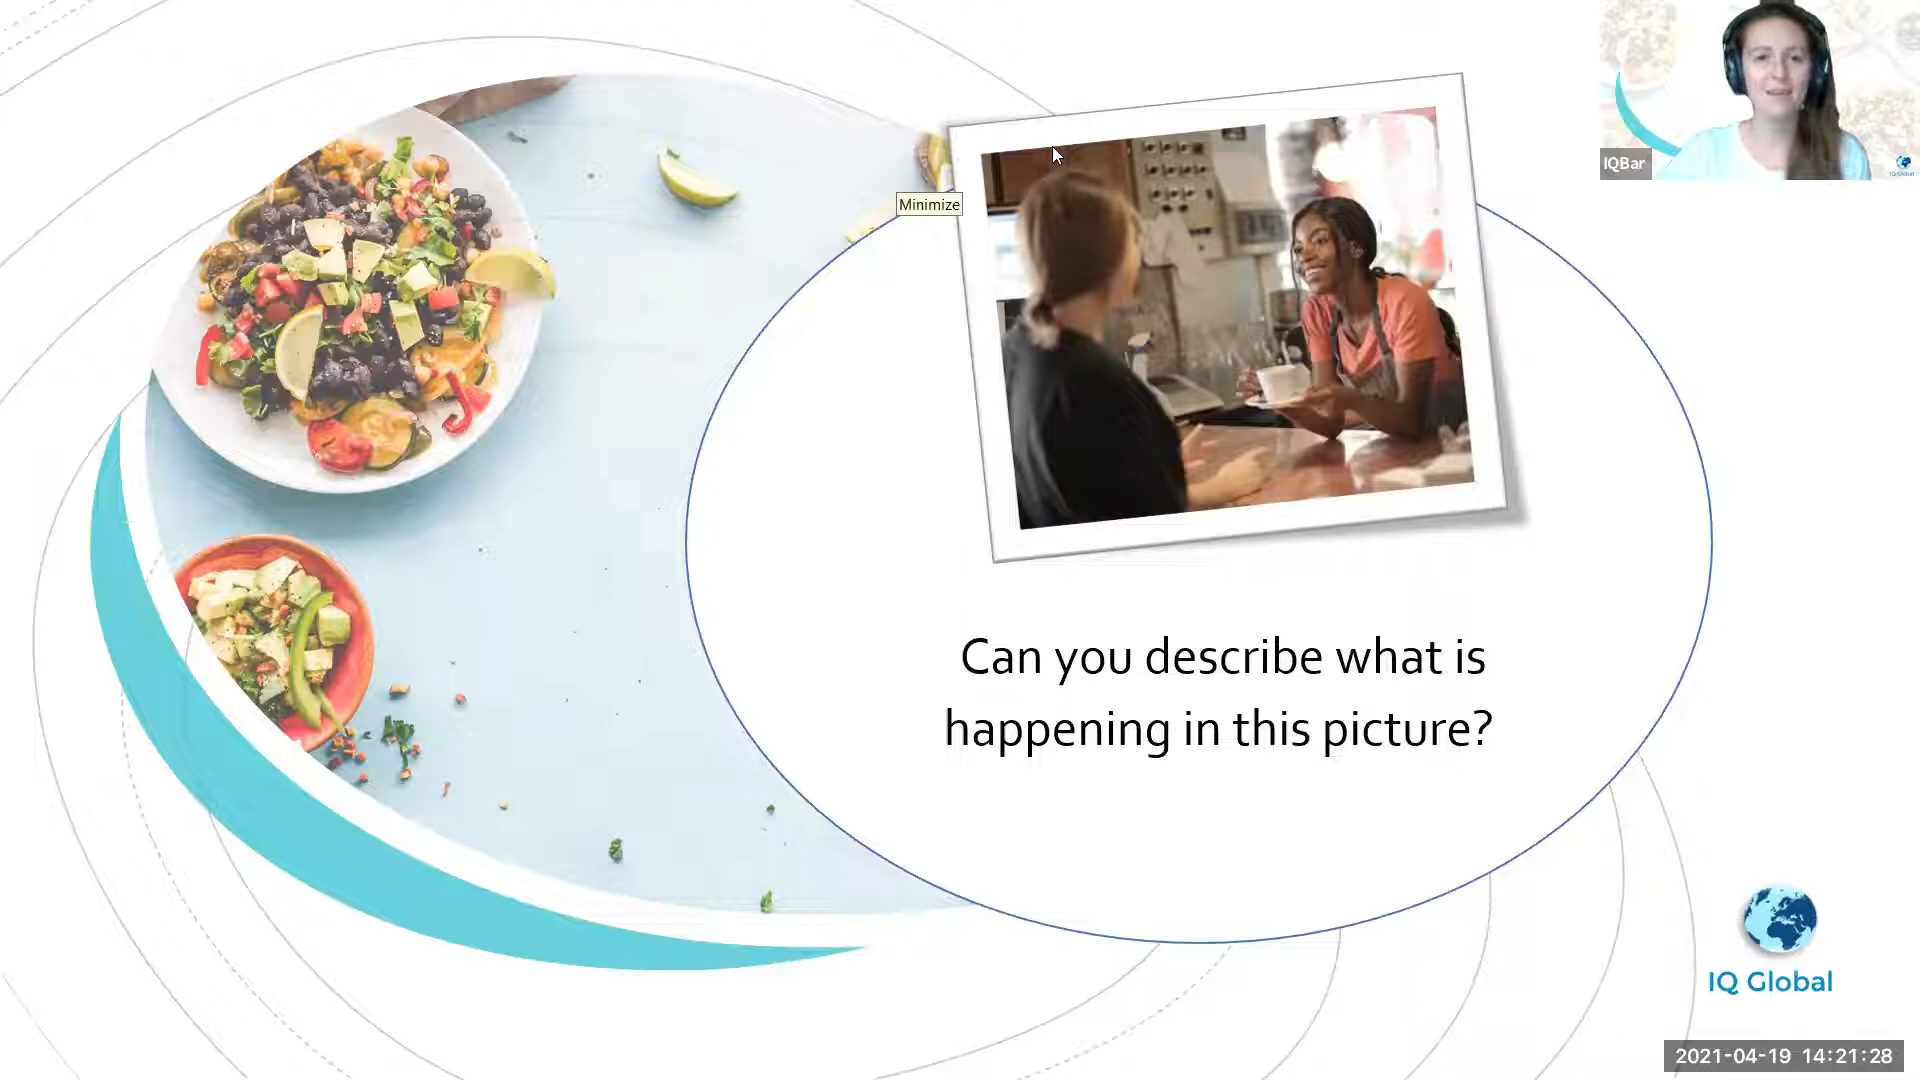 IQBar
Minimize
Can you describe what is
happening in this picture?
IQ Global
2021-04-19 14:21:28